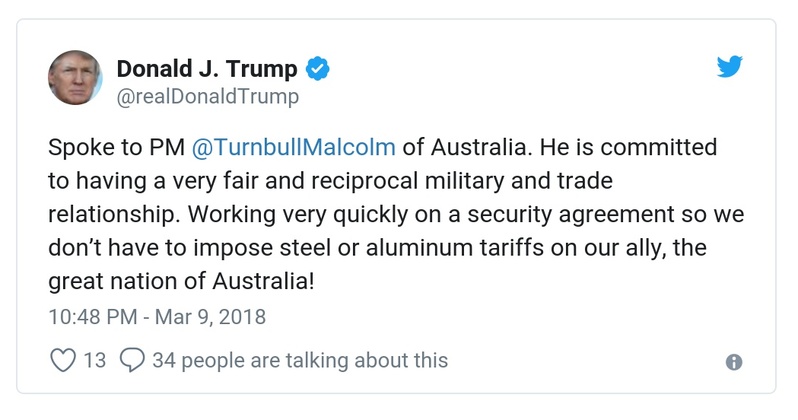 Donald J. Trump
@realDonaldTrump
Spoke to PM @TurnbullMalcolm of Australia. He is committed
to having a very fair and reciprocal military and trade
relationship. Working very quickly on a security agreement so we
don’t have to impose steel or aluminum tariffs on our ally, the
great nation of Australia!
10:48 PM - Mar 9, 2018
13 34 people are talking about this